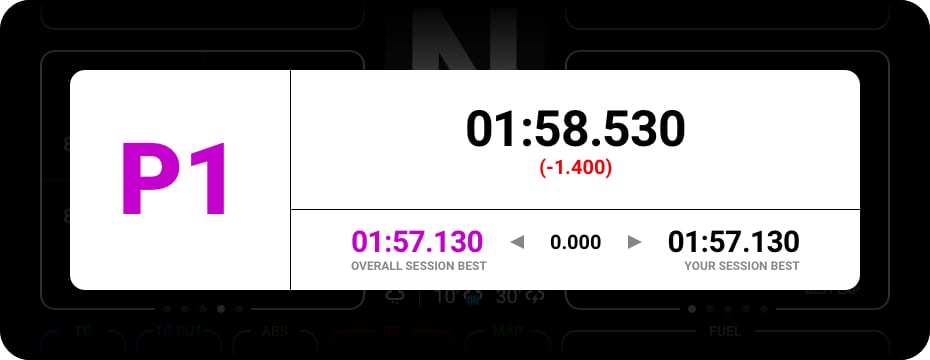 N
P1
01:58.530
(-1.400)
01:57.130 ◀ 0.000 ▶ 01:57.130
OVERALL SESSION BEST YOUR SESSION BEST
10' 30'
TC TC CUT ABS MAP FUEL